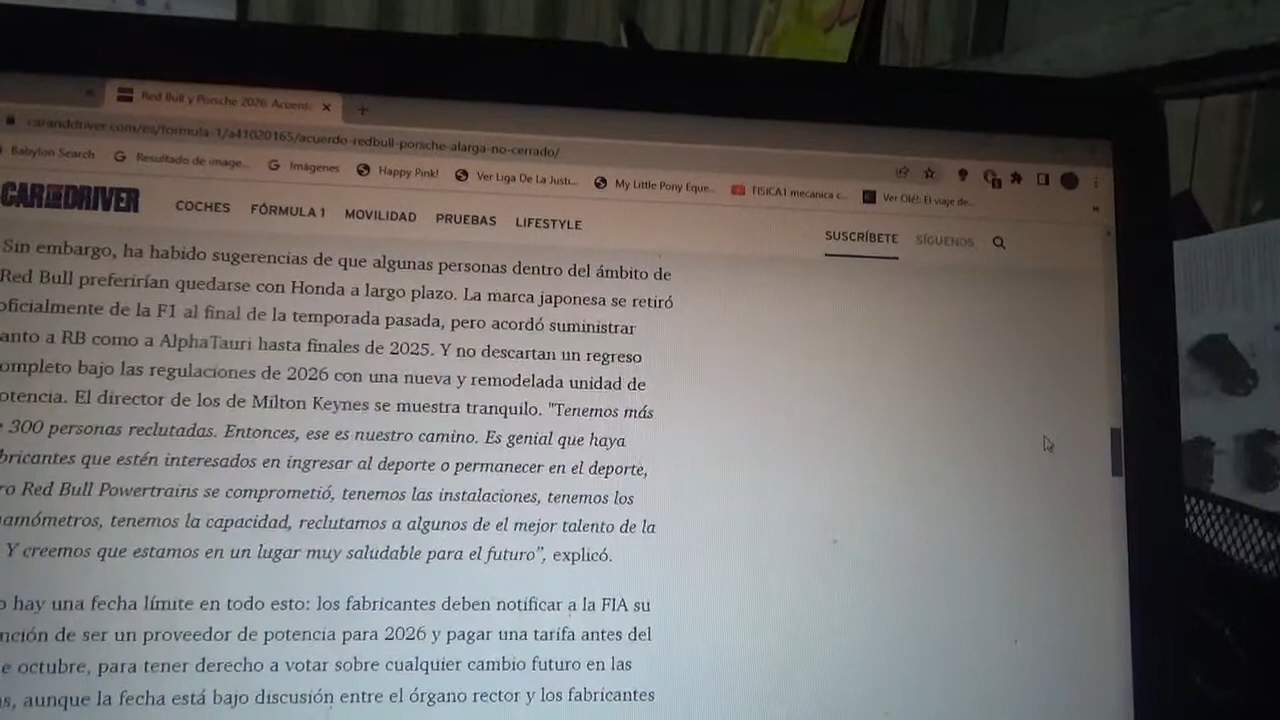 Red Bull y Porsche 2026: Acuerd
caranddriver.com/es/formula-1/a41020165/acuerdo-redbull-porsche-alarga-no-cerrado/
Babylon Search Resultado de image... Imágenes Happy Pink! Ver Liga De La Justi... My Little Pony Eque... FISICA1 mecanica c... Ver Olé!: El viaje de...
CAR AND DRIVER COCHES FÓRMULA 1 MOVILIDAD PRUEBAS LIFESTYLE SUSCRÍBETE SÍGUENOS
Sin embargo, ha habido sugerencias de que algunas personas dentro del ámbito de
Red Bull preferirían quedarse con Honda a largo plazo. La marca japonesa se retiró
oficialmente de la F1 al final de la temporada pasada, pero acordó suministrar
anto a RB como a AlphaTauri hasta finales de 2025. Y no descartan un regreso
ompleto bajo las regulaciones de 2026 con una nueva y remodelada unidad de
otencia. El director de los de Milton Keynes se muestra tranquilo. "Tenemos más
e 300 personas reclutadas. Entonces, ese es nuestro camino. Es genial que haya
bricantes que estén interesados en ingresar al deporte o permanecer en el deporte,
ro Red Bull Powertrains se comprometió, tenemos las instalaciones, tenemos los
amómetros, tenemos la capacidad, reclutamos a algunos de el mejor talento de la
Y creemos que estamos en un lugar muy saludable para el futuro”, explicó.
o hay una fecha límite en todo esto: los fabricantes deben notificar a la FIA su
nción de ser un proveedor de potencia para 2026 y pagar una tarifa antes del
e octubre, para tener derecho a votar sobre cualquier cambio futuro en las
as, aunque la fecha está bajo discusión entre el órgano rector y los fabricantes